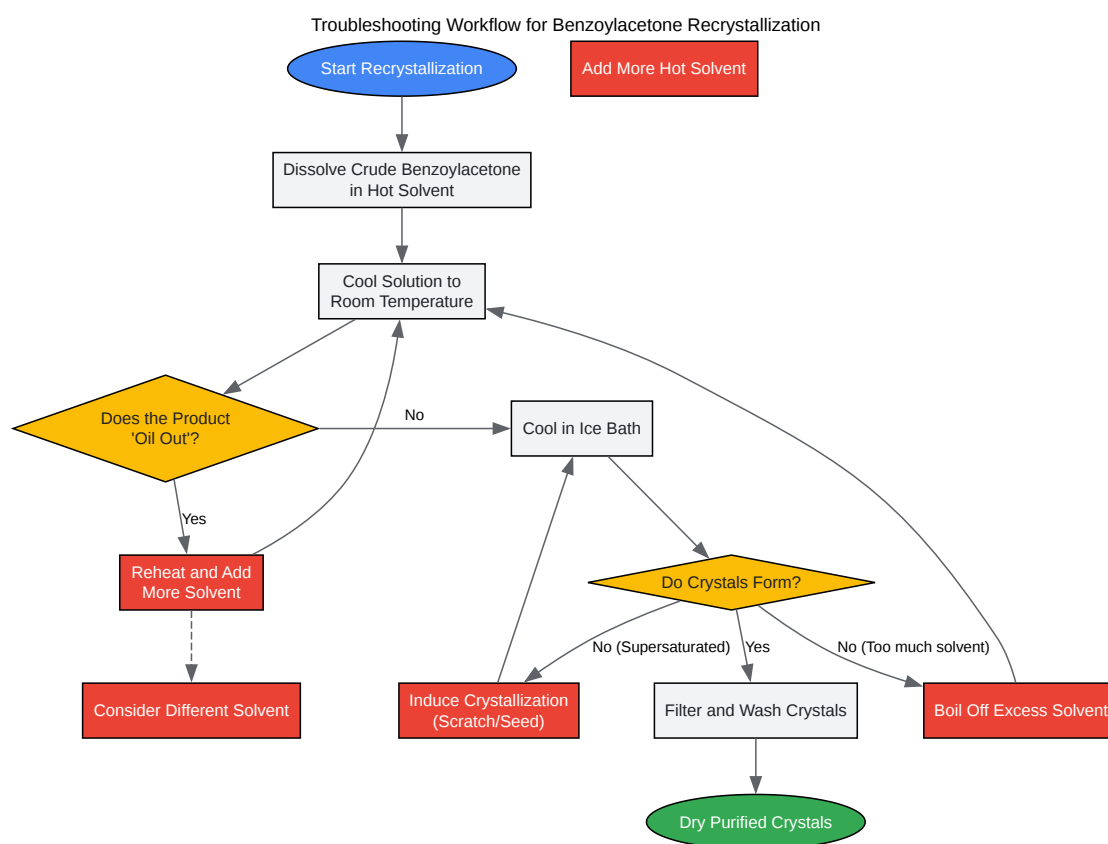 Troubleshooting Workflow for Benzoylacetone Recrystallization
Start Recrystallization
Add More Hot Solvent
Dissolve Crude Benzoylacetone
in Hot Solvent
Cool Solution to
Room Temperature
Does the Product
'Oil Out'?
No
Cool in Ice Bath
Yes
Reheat and Add
More Solvent
Do Crystals Form?
No (Supersaturated)
Yes
No (Too much solvent)
Consider Different Solvent
Induce Crystallization
(Scratch/Seed)
Filter and Wash Crystals
Boil Off Excess Solvent
Dry Purified Crystals